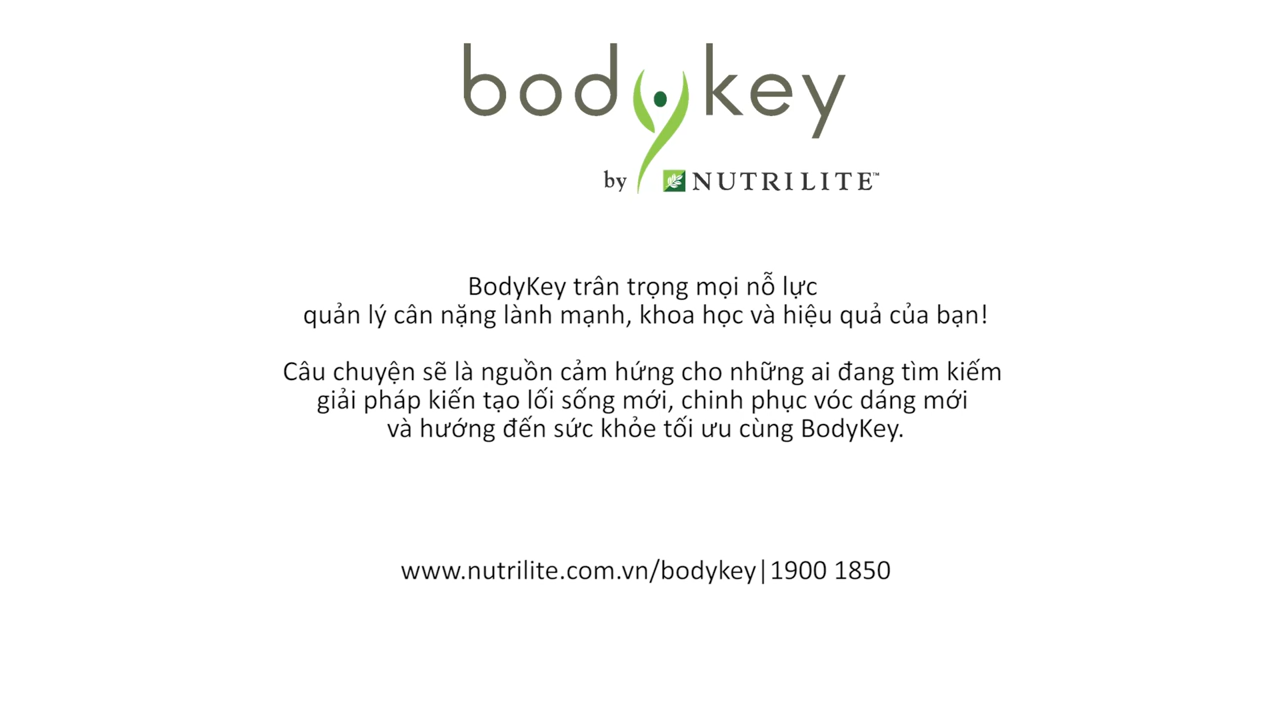 bodykey
by NUTRILITE™
BodyKey trân trọng mọi nỗ lực
quản lý cân nặng lành mạnh, khoa học và hiệu quả của bạn!
Câu chuyện sẽ là nguồn cảm hứng cho những ai đang tìm kiếm
giải pháp kiến tạo lối sống mới, chinh phục vóc dáng mới
và hướng đến sức khỏe tối ưu cùng BodyKey.
www.nutrilite.com.vn/bodykey|1900 1850